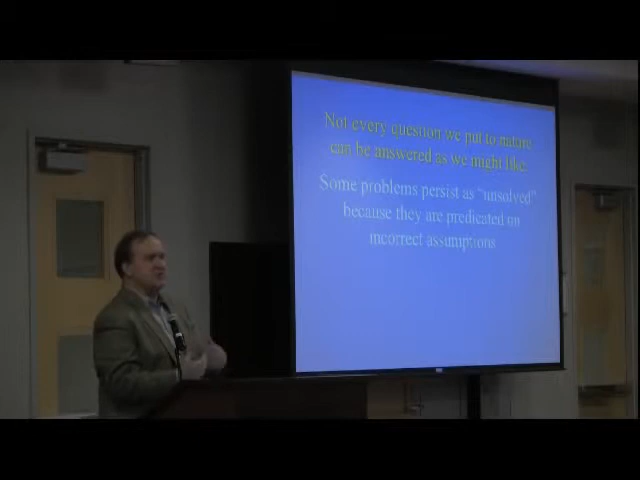 Not every question we put to nature
can be answered as we might like.
Some problems persist as "unsolved"
because they are predicated on
incorrect assumptions